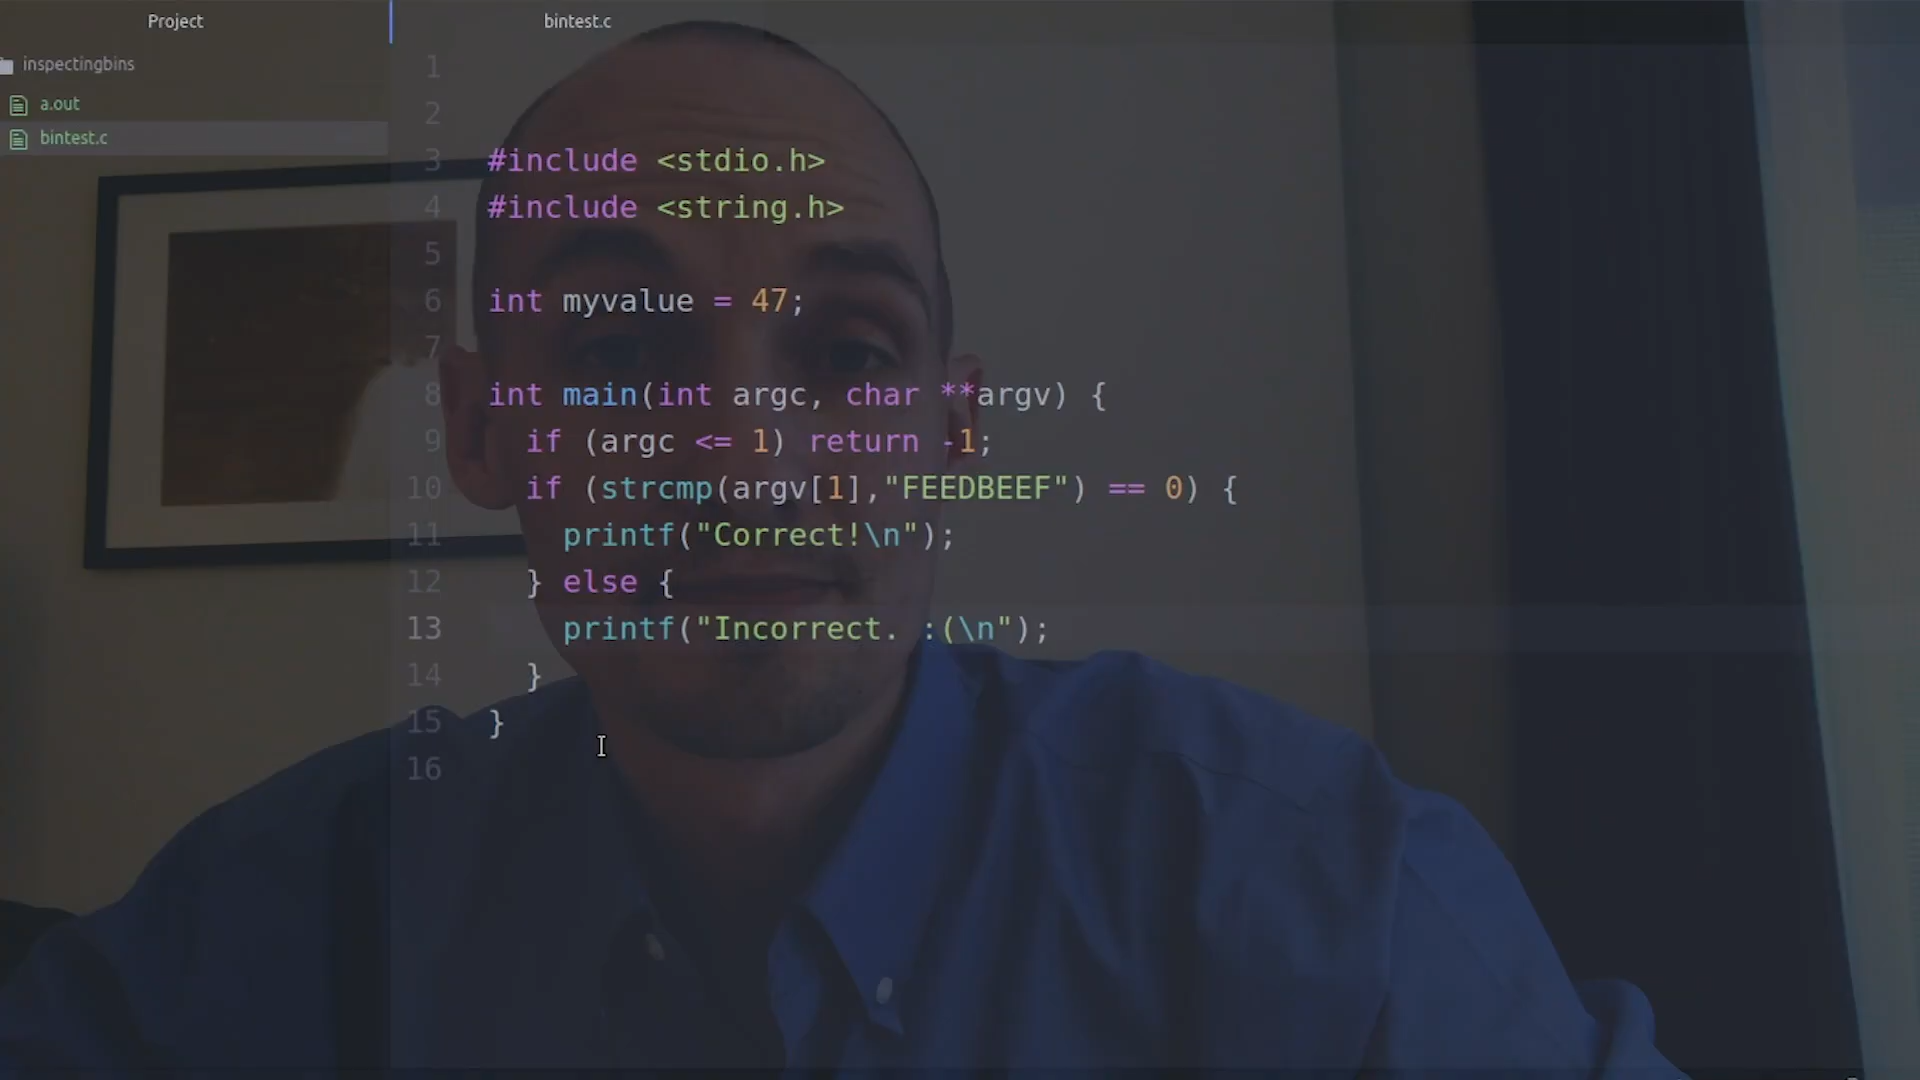 Project
bintest.c
inspectingbins
a.out
bintest.c
1
2
3 #include <stdio.h>
4 #include <string.h>
5
6 int myvalue = 47;
7
8 int main(int argc, char **argv) {
9 if (argc <= 1) return -1;
10 if (strcmp(argv[1],"FEEDBEEF") == 0) {
11 printf("Correct!\n");
12 } else {
13 printf("Incorrect. :(\n");
14 }
15 }
16